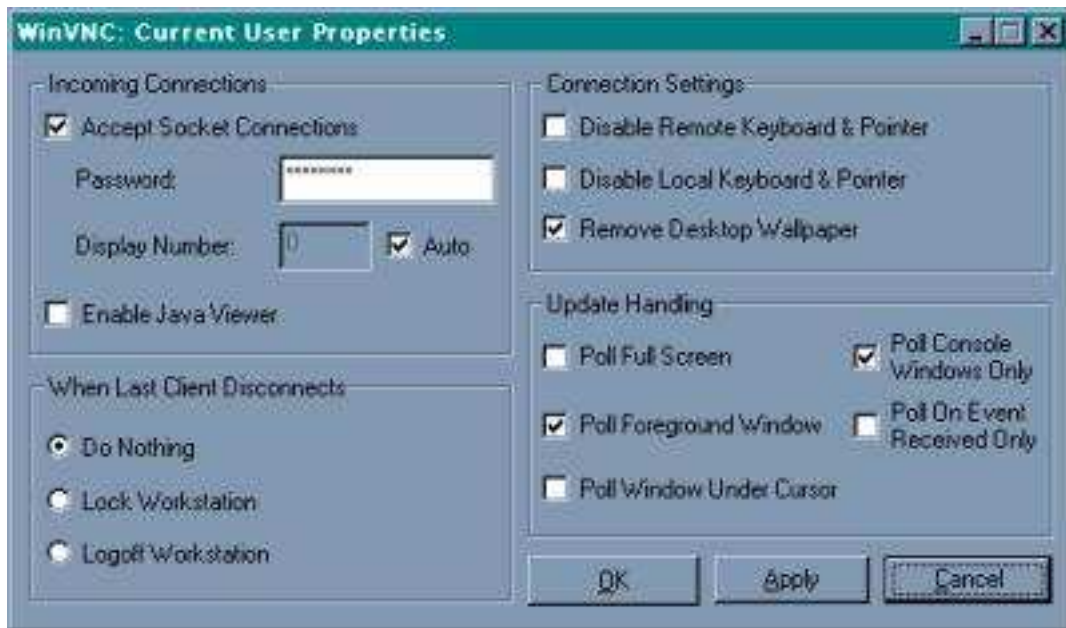 WinVNC: Current User Properties
Incoming Connections
Accept Socket Connections
Password: ********
Display Number: 0 Auto
Enable Java Viewer
When Last Client Disconnects
Do Nothing
Lock Workstation
Logoff Workstation
Connection Settings
Disable Remote Keyboard & Pointer
Disable Local Keyboard & Pointer
Remove Desktop Wallpaper
Update Handling
Poll Full Screen
Poll Console
Windows Only
Poll Foreground Window
Poll On Event
Received Only
Poll Window Under Cursor
OK Apply Cancel